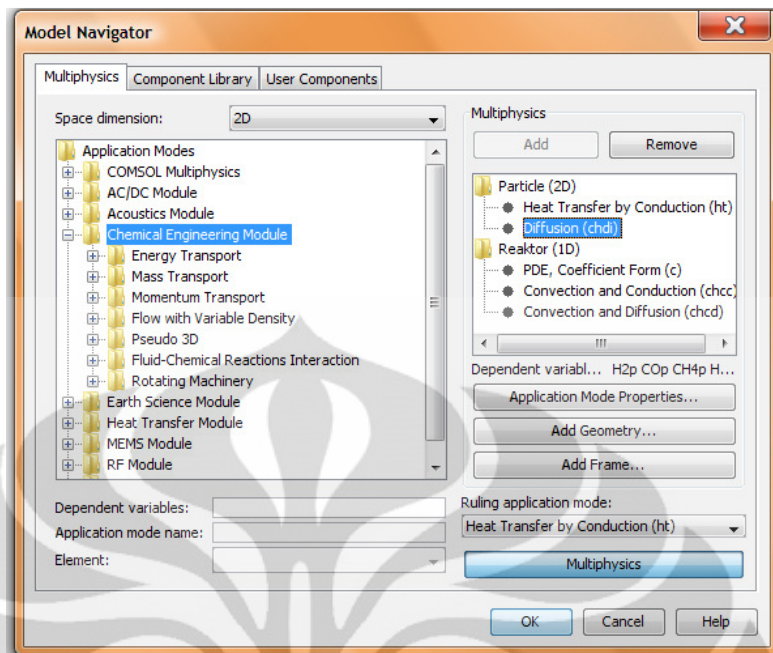 Model Navigator
Multiphysics
Component Library
User Components
Space dimension:
2D
Application Modes
COMSOL Multiphysics
AC/DC Module
Acoustics Module
Chemical Engineering Module
Energy Transport
Mass Transport
Momentum Transport
Flow with Variable Density
Pseudo 3D
Fluid-Chemical Reactions Interaction
Rotating Machinery
Earth Science Module
Heat Transfer Module
MEMS Module
RF Module
Dependent variables:
Application mode name:
Element:
Multiphysics
Add
Remove
Particle (2D)
Heat Transfer by Conduction (ht)
Diffusion (chdi)
Reaktor (1D)
PDE, Coefficient Form (c)
Convection and Conduction (chcc)
Convection and Diffusion (chcd)
Dependent variabl... H2p COp CH4p H...
Application Mode Properties...
Add Geometry...
Add Frame...
Ruling application mode:
Heat Transfer by Conduction (ht)
Multiphysics
OK
Cancel
Help